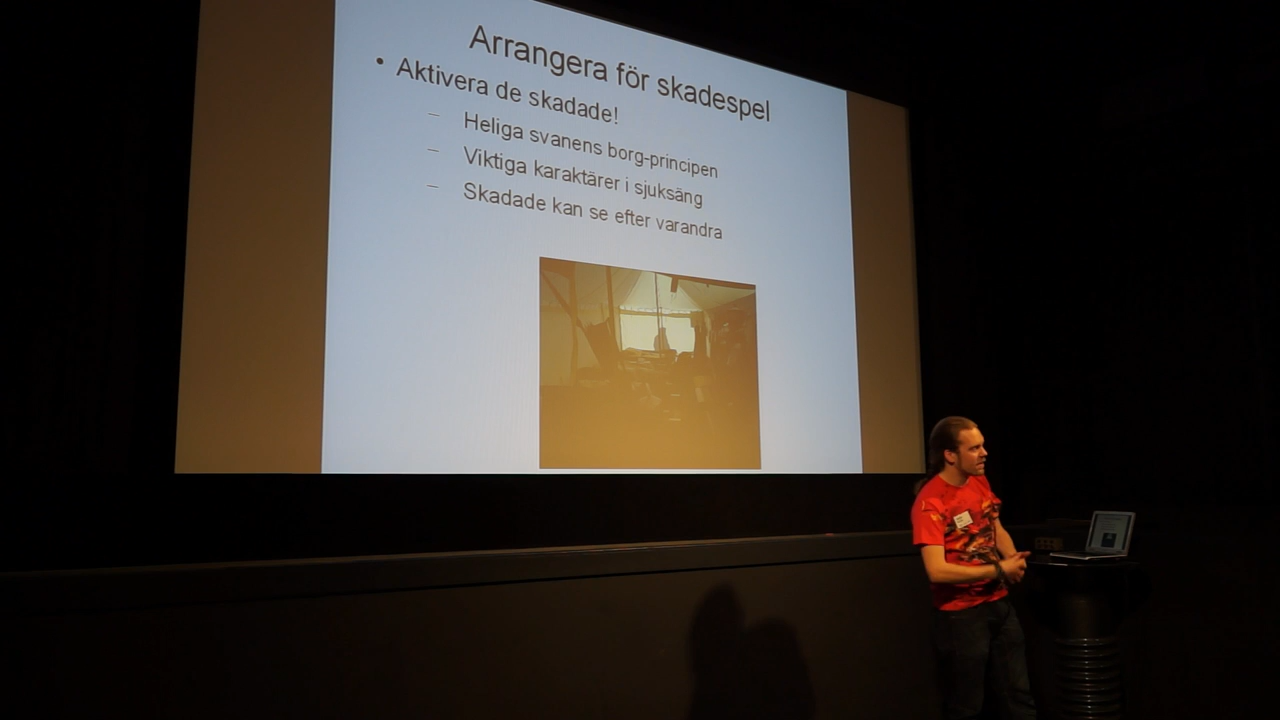 Arrangera för skadespel
• Aktivera de skadade!
– Heliga svanens borg-principen
– Viktiga karaktärer i sjuksäng
– Skadade kan se efter varandra